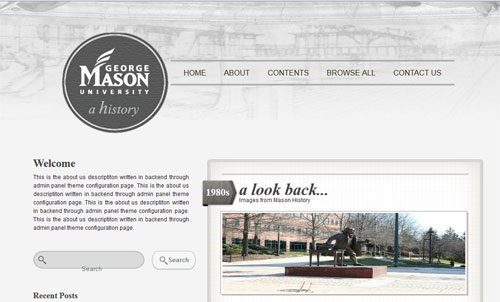 GEORGE
MASON
UNIVERSITY
a history
HOME ABOUT CONTENTS BROWSE ALL CONTACT US
Welcome
This is the about us descriptiton written in backend through
admin panel theme configuration page. This is the about us
descriptiton written in backend through admin panel theme
configuration page. This is the about us descriptiton written
in backend through admin panel theme configuration page.
This is the about us descriptiton written in backend through
admin panel theme configuration page.
Search
Search
Recent Posts
1980s
a look back...
Images from Mason History